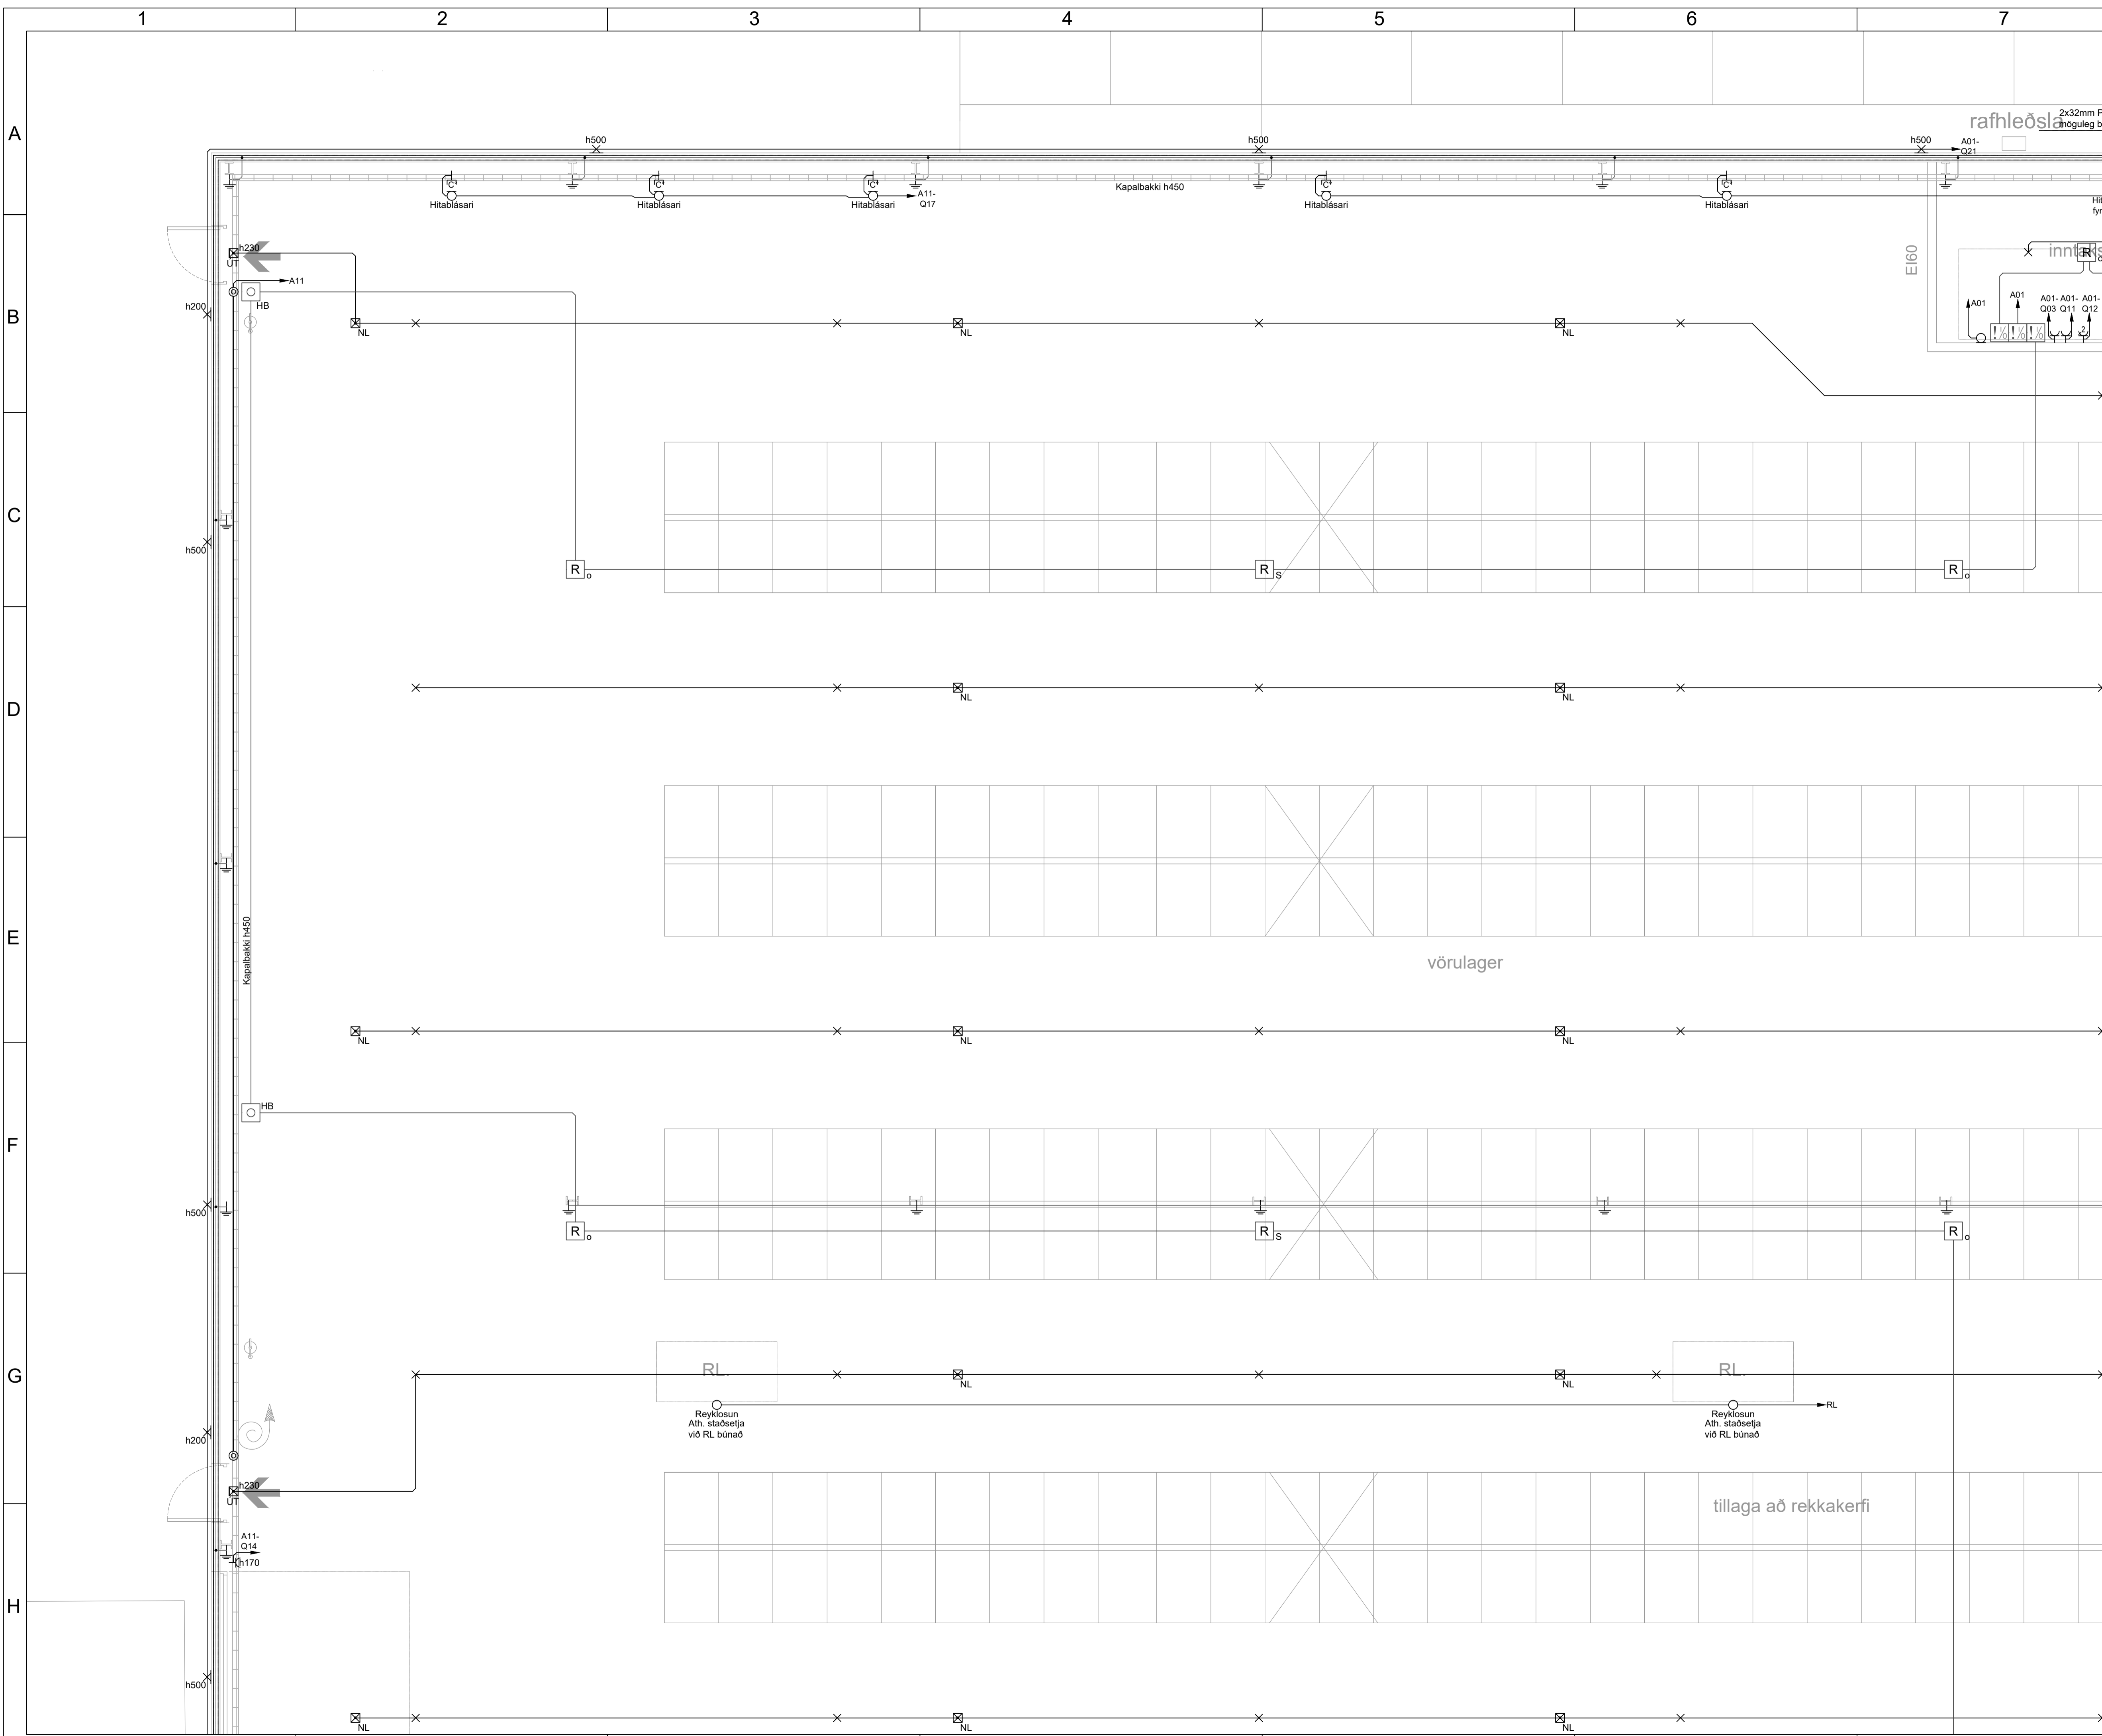 1 2 3 4 5 6 7
A
rafhleðsla
2x32mm
möguleg
h500 h500 h500
A01-
Q21
Kapalbakki h450
Hitablásari Hitablásari Hitablásari
A11-
Q17
Hitablásari Hitablásari
h230
ÚT
A11
HB
h200
B
NL NL NL
EI60
R
A01 A01
A01- A01- A01-
Q03 Q11 Q12
2
C
h500
R o R S R o
D
NL NL
E
Kapalbakki h450
vörulager
NL NL NL
HB
F
h500
R o R S R o
G
RL. RL.
NL NL
RL
Reyklosun
Ath. staðsetja
við RL búnað
Reyklosun
Ath. staðsetja
við RL búnað
h200
h230
ÚT
tillaga að rekkakerfi
A11-
Q14
h170
H
h500
NL NL NL